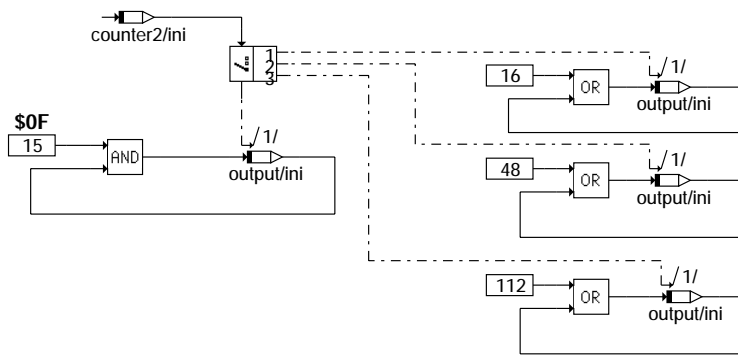 counter2/ini
1
2
3
16
OR
/1/
output/ini
$0F
15
AND
/1/
output/ini
48
OR
/1/
output/ini
112
OR
/1/
output/ini